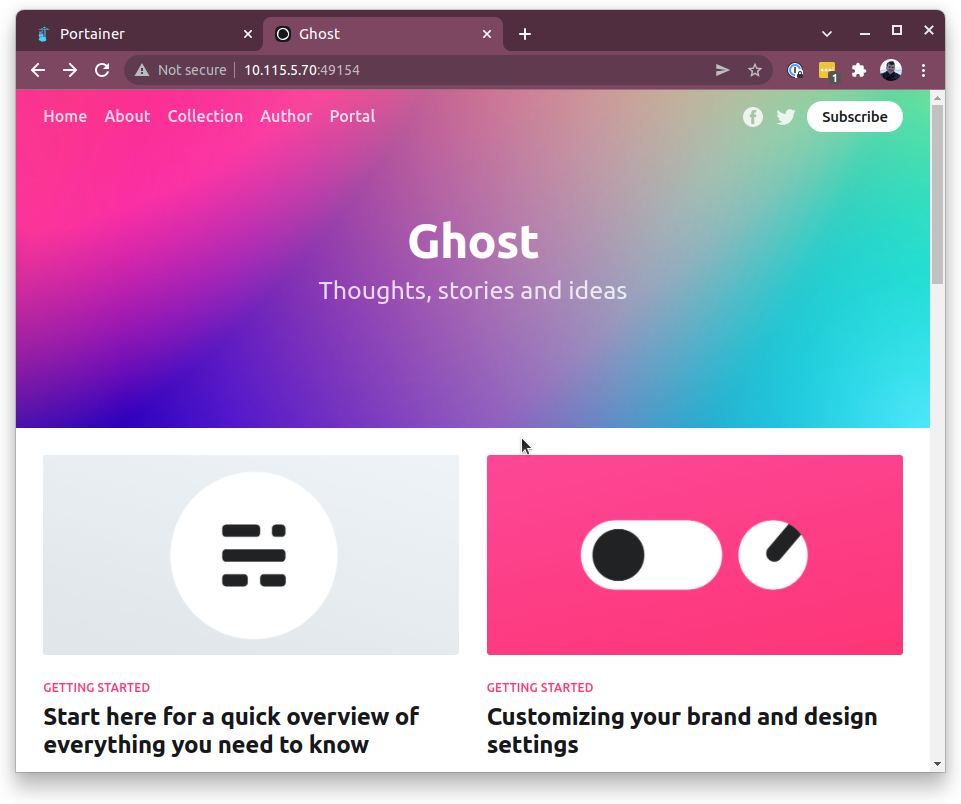 Portainer
Ghost
Not secure
10.115.5.70:49154
1
Home About Collection Author Portal
Subscribe
Ghost
Thoughts, stories and ideas
GETTING STARTED
Start here for a quick overview of
everything you need to know
GETTING STARTED
Customizing your brand and design
settings